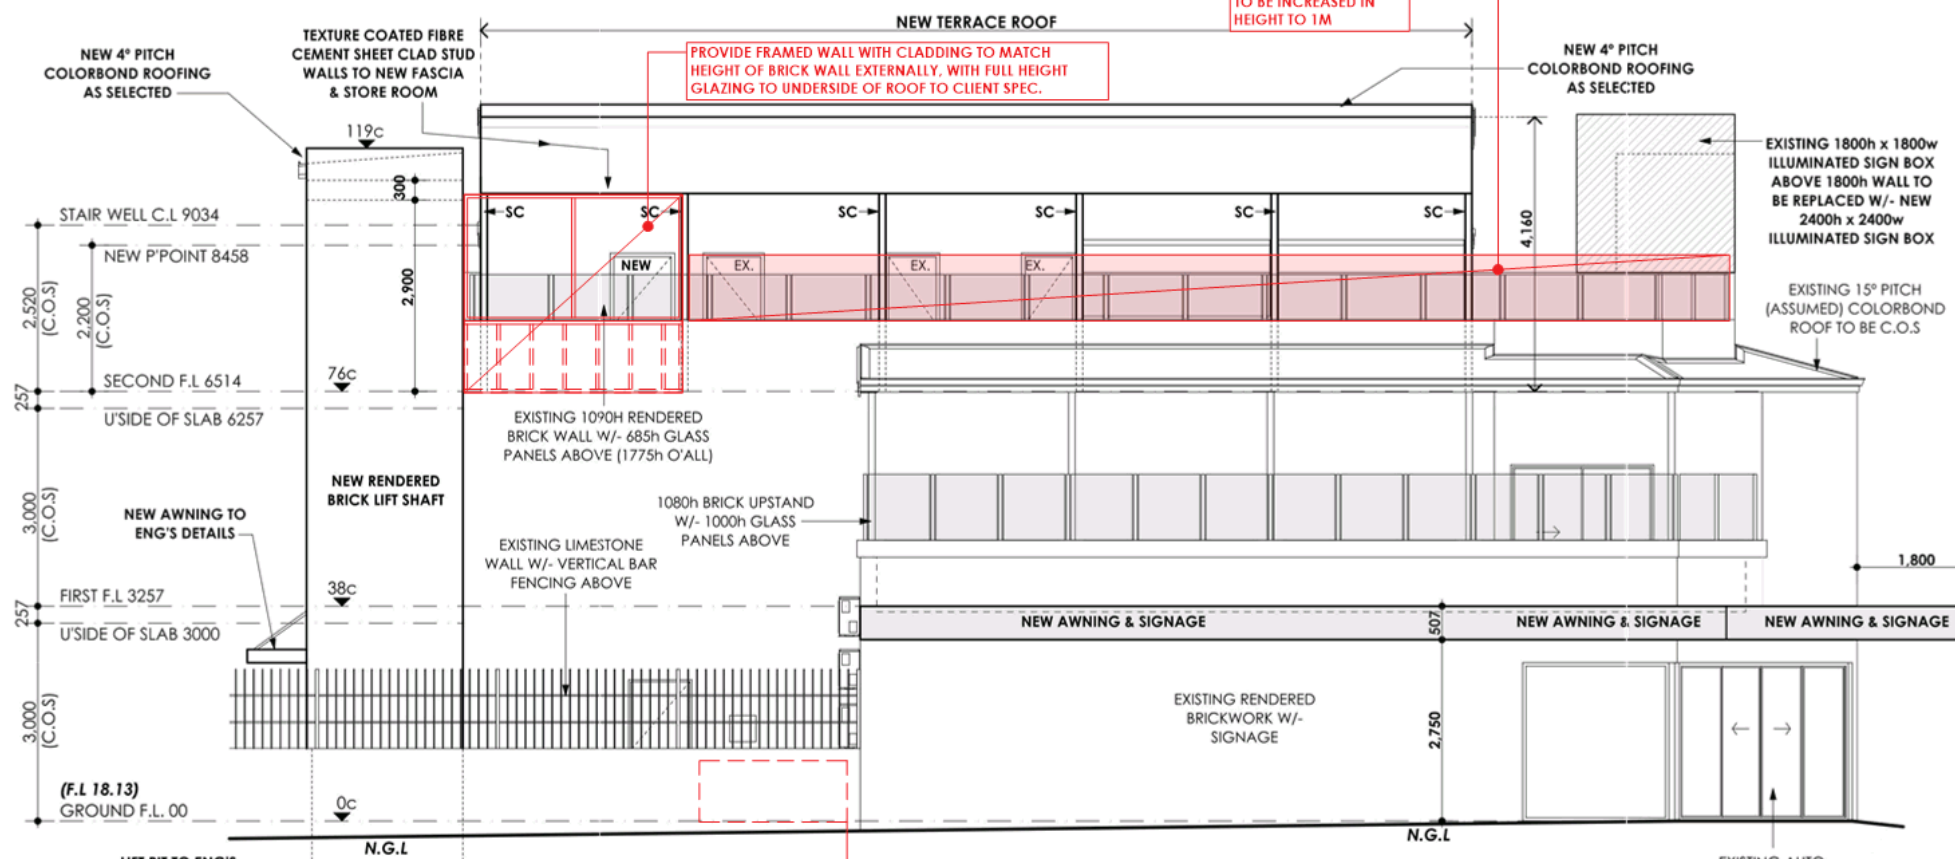 TO BE INCREASED IN
HEIGHT TO 1M
NEW TERRACE ROOF
TEXTURE COATED FIBRE
CEMENT SHEET CLAD STUD
WALLS TO NEW FASCIA
& STORE ROOM
NEW 4° PITCH
COLORBOND ROOFING
AS SELECTED
PROVIDE FRAMED WALL WITH CLADDING TO MATCH
HEIGHT OF BRICK WALL EXTERNALLY, WITH FULL HEIGHT
GLAZING TO UNDERSIDE OF ROOF TO CLIENT SPEC.
NEW 4° PITCH
COLORBOND ROOFING
AS SELECTED
119c
300
EXISTING 1800h x 1800w
ILLUMINATED SIGN BOX
ABOVE 1800h WALL TO
BE REPLACED W/- NEW
2400h x 2400w
ILLUMINATED SIGN BOX
STAIR WELL C.L 9034
SC
SC
SC
SC
SC
SC
4,160
NEW P'POINT 8458
NEW
EX.
EX.
EX.
2,900
2,520
(C.O.S)
2,200
(C.O.S)
EXISTING 15° PITCH
(ASSUMED) COLORBOND
ROOF TO BE C.O.S
SECOND F.L 6514
76c
257
U'SIDE OF SLAB 6257
EXISTING 1090H RENDERED
BRICK WALL W/- 685h GLASS
PANELS ABOVE (1775h O'ALL)
NEW RENDERED
BRICK LIFT SHAFT
3,000
(C.O.S)
NEW AWNING TO
ENG'S DETAILS
1080h BRICK UPSTAND
W/- 1000h GLASS
PANELS ABOVE
EXISTING LIMESTONE
WALL W/- VERTICAL BAR
FENCING ABOVE
1,800
FIRST F.L 3257
38c
257
U'SIDE OF SLAB 3000
NEW AWNING & SIGNAGE
507
NEW AWNING & SIGNAGE
NEW AWNING & SIGNAGE
3,000
(C.O.S)
EXISTING RENDERED
BRICKWORK W/-
SIGNAGE
2,750
(F.L 18.13)
GROUND F.L. 00
0c
N.G.L
N.G.L